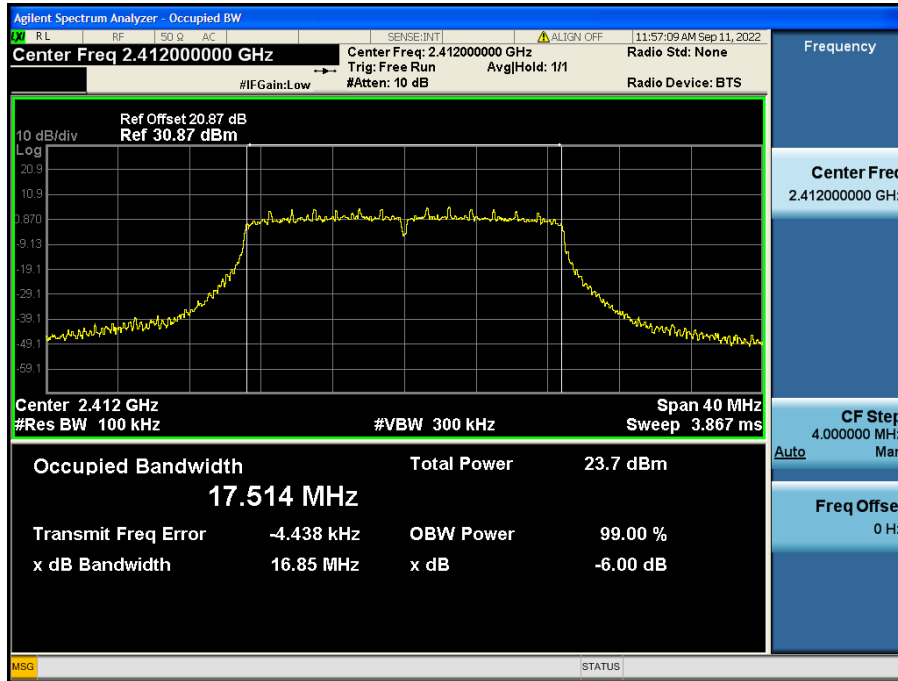 Agilent Spectrum Analyzer - Occupied BW
LXI RL RF 50 Ω AC SENSE:INT ALIGN OFF 11:57:09 AM Sep 11, 2022
Center Freq 2.412000000 GHz
Center Freq: 2.412000000 GHz
Radio Std: None
Trig: Free Run Avg|Hold: 1/1
#IFGain:Low
#Atten: 10 dB
Radio Device: BTS
Ref Offset 20.87 dB
10 dB/div Ref 30.87 dBm
Log
20.9
10.9
0.870
-9.13
-19.1
-29.1
-39.1
-49.1
-59.1
Center 2.412 GHz Span 40 MHz
#Res BW 100 kHz #VBW 300 kHz Sweep 3.867 ms
Occupied Bandwidth Total Power 23.7 dBm
17.514 MHz
Transmit Freq Error -4.438 kHz OBW Power 99.00 %
x dB Bandwidth 16.85 MHz x dB -6.00 dB
MSG STATUS
Frequency
Center Freq
2.412000000 GHz
CF Step
4.000000 MHz
Auto Man
Freq Offset
0 Hz